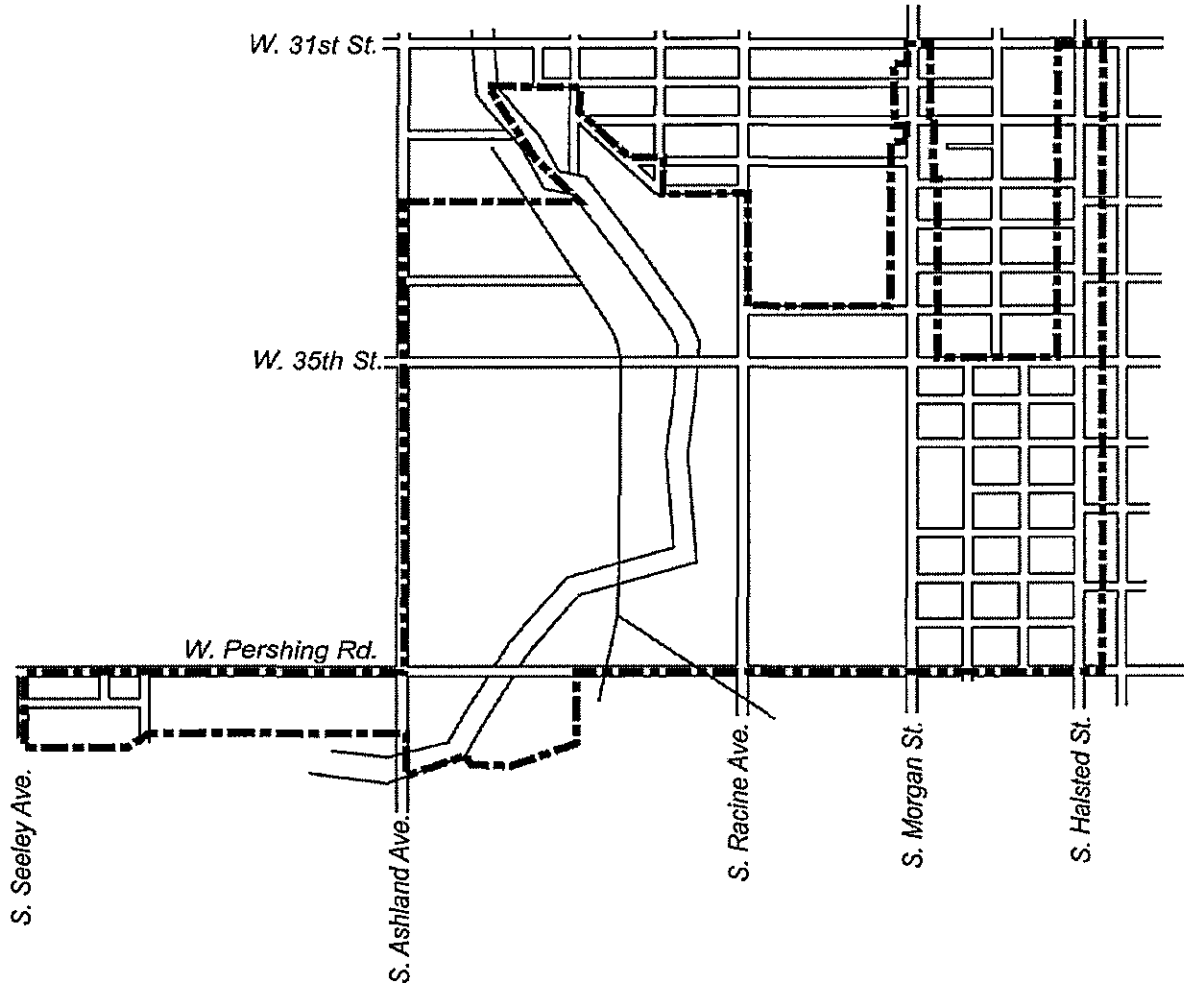 W. 31st St.
W. 35th St.
W. Pershing Rd.
S. Seeley Ave.
S. Ashland Ave.
S. Racine Ave.
S. Morgan St.
S. Halsted St.